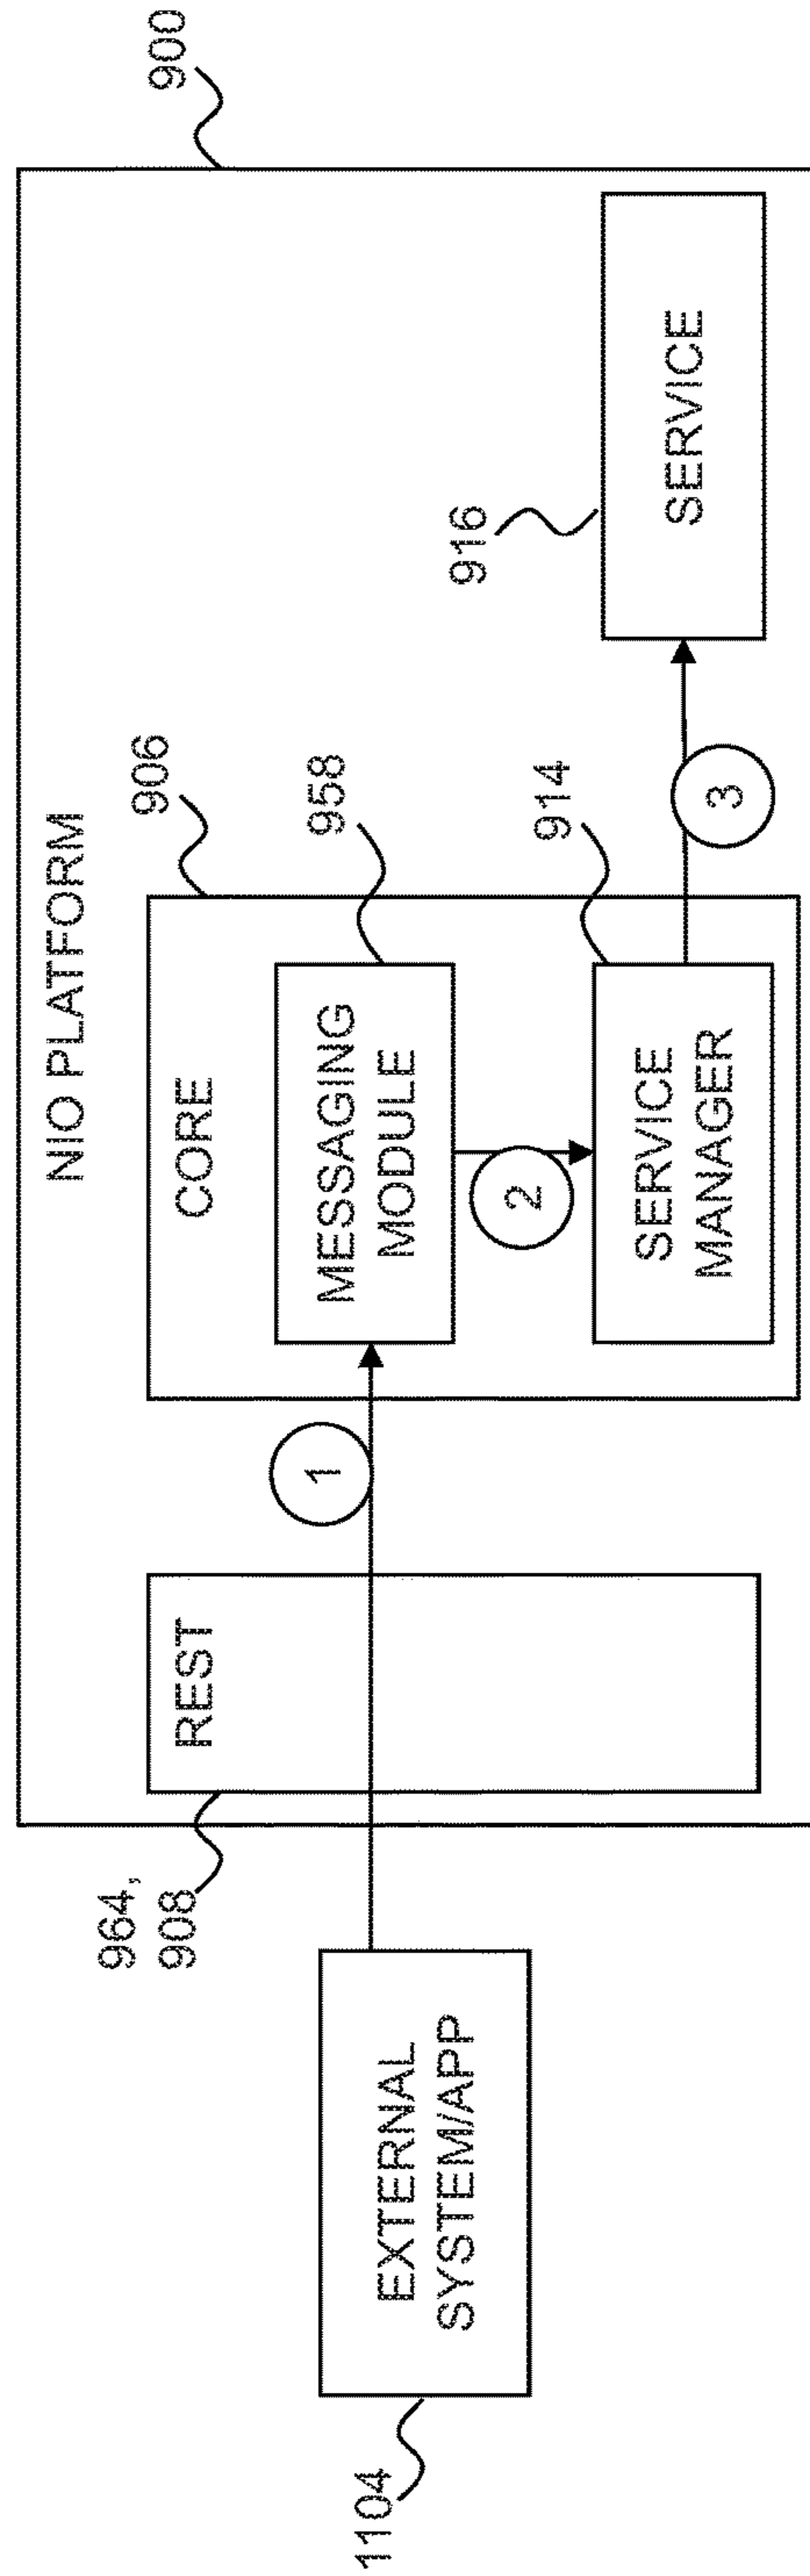 NIO PLATFORM
900
964,
908
REST
906
CORE
958
MESSAGING
MODULE
914
SERVICE
MANAGER
916
SERVICE
1104
EXTERNAL
SYSTEM/APP
1
2
3